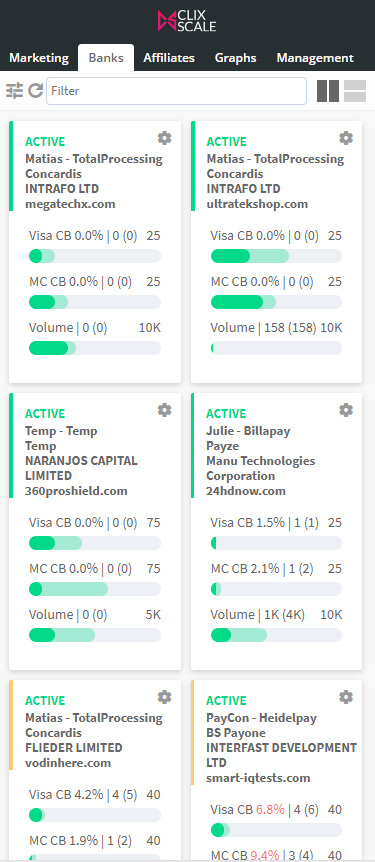 CLIX
SCALE
Marketing
Banks
Affiliates
Graphs
Management
Filter
ACTIVE
Matias - TotalProcessing
Concardis
INTRAFO LTD
megatechx.com
Visa CB 0.0% | 0 (0) 25
MC CB 0.0% | 0 (0) 25
Volume | 0 (0) 10K
ACTIVE
Matias - TotalProcessing
Concardis
INTRAFO LTD
ultratekshop.com
Visa CB 0.0% | 0 (0) 25
MC CB 0.0% | 0 (0) 25
Volume | 158 (158) 10K
ACTIVE
Temp - Temp
Temp
NARANJOS CAPITAL
LIMITED
360proshield.com
Visa CB 0.0% | 0 (0) 75
MC CB 0.0% | 0 (0) 75
Volume | 0 (0) 5K
ACTIVE
Julie - Billapay
Payze
Manu Technologies
Corporation
24hdnow.com
Visa CB 1.5% | 1 (1) 25
MC CB 2.1% | 1 (2) 25
Volume | 1K (4K) 10K
ACTIVE
Matias - TotalProcessing
Concardis
FLIEDER LIMITED
vodinhere.com
Visa CB 4.2% | 4 (5) 40
MC CB 1.9% | 1 (2) 40
ACTIVE
PayCon - Heidelpay
BS Payone
INTERFAST DEVELOPMENT
LTD
smart-iqtests.com
Visa CB 6.8% | 4 (6) 40
MC CB 9.4% | 3 (4) 40